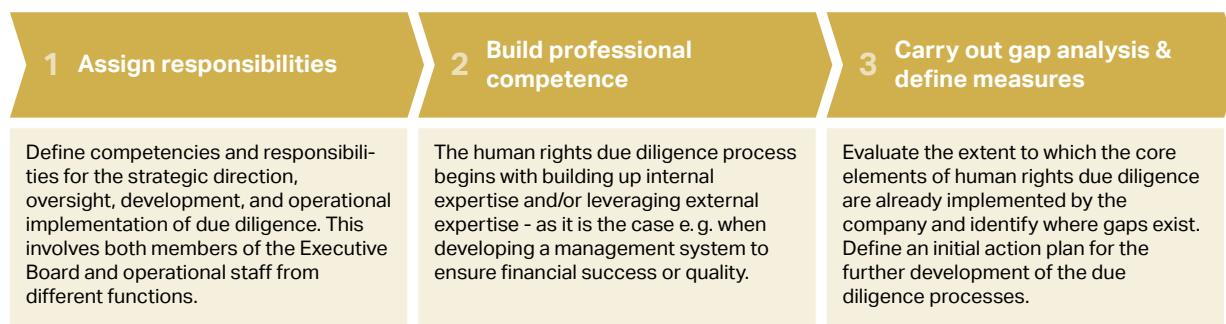 1 Assign responsibilities
Define competencies and responsibili-
ties for the strategic direction,
oversight, development, and operational
implementation of due diligence. This
involves both members of the Executive
Board and operational staff from
different functions.
2 Build professional
competence
The human rights due diligence process
begins with building up internal
expertise and/or leveraging external
expertise - as it is the case e. g. when
developing a management system to
ensure financial success or quality.
3 Carry out gap analysis &
define measures
Evaluate the extent to which the core
elements of human rights due diligence
are already implemented by the
company and identify where gaps exist.
Define an initial action plan for the
further development of the due
diligence processes.